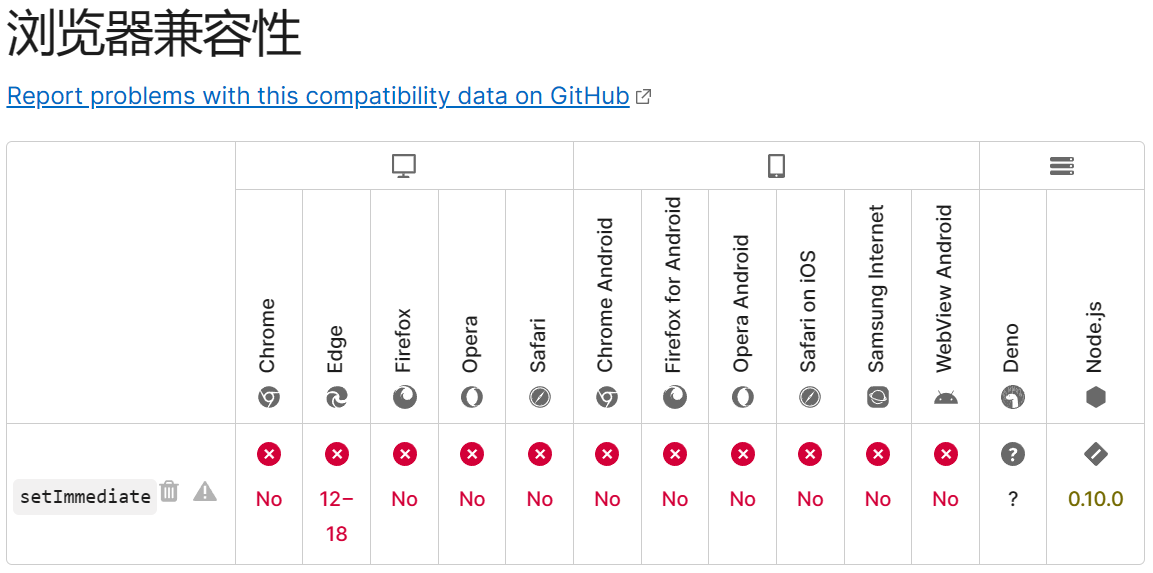 浏览器兼容性
Report problems with this compatibility data on GitHub
Chrome
Edge
Firefox
Opera
Safari
Chrome Android
Firefox for Android
Opera Android
Safari on iOS
Samsung Internet
WebView Android
Deno
Node.js
setImmediate
No
12–
18
No
No
No
No
No
No
No
No
No
?
0.10.0